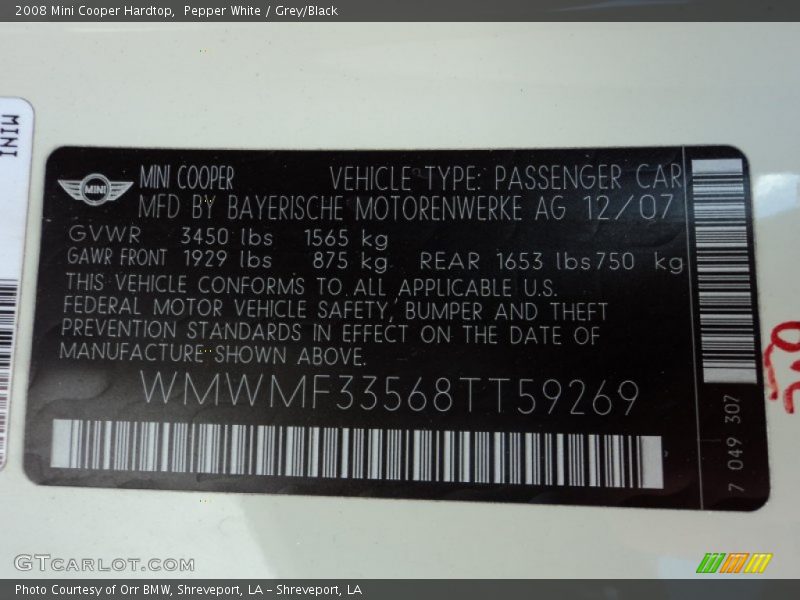 2008 Mini Cooper Hardtop,  Pepper White / Grey/Black
MINI
MINI
MINI COOPER VEHICLE TYPE: PASSENGER CAR
MFD BY BAYERISCHE MOTORENWERKE AG 12/07
GVWR 3450 lbs 1565 kg
GAWR FRONT 1929 lbs 875 kg REAR 1653 lbs 750 kg
THIS VEHICLE CONFORMS TO ALL APPLICABLE U.S.
FEDERAL MOTOR VEHICLE SAFETY, BUMPER AND THEFT
PREVENTION STANDARDS IN EFFECT ON THE DATE OF
MANUFACTURE SHOWN ABOVE.
WMWMF33568TT59269
7 049 307
GTCARLOT.COM
Photo Courtesy of Orr BMW, Shreveport, LA – Shreveport, LA